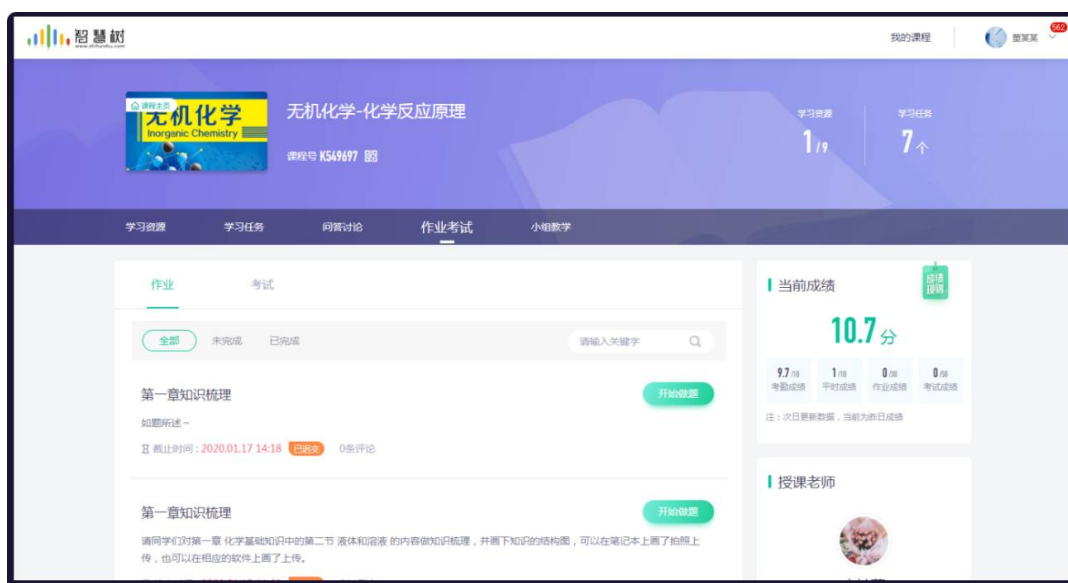 智慧树
www.zhihuishu.com
我的课程
562
课程主页
无机化学
Inorganic Chemistry
无机化学-化学反应原理
课程号 K549697
学习资源
1/9
学习任务
7个
学习资源
学习任务
问答讨论
作业考试
小组教学
作业
考试
全部
未完成
已完成
请输入关键字
第一章知识梳理
开始做题
如题所述~
截止时间：2020.01.17 14:18
0条评论
第一章知识梳理
开始做题
请同学们对第一章 化学基础知识中的第二节 液体和溶液 的内容做知识梳理，并画下知识的结构图，可以在笔记本上画了拍照上
传，也可以在相应的软件上画了上传。
当前成绩
成绩
规则
10.7分
9.7
考勤成绩
1
平时成绩
0
作业成绩
0
考试成绩
注：次日更新数据，当前为昨日成绩
授课老师